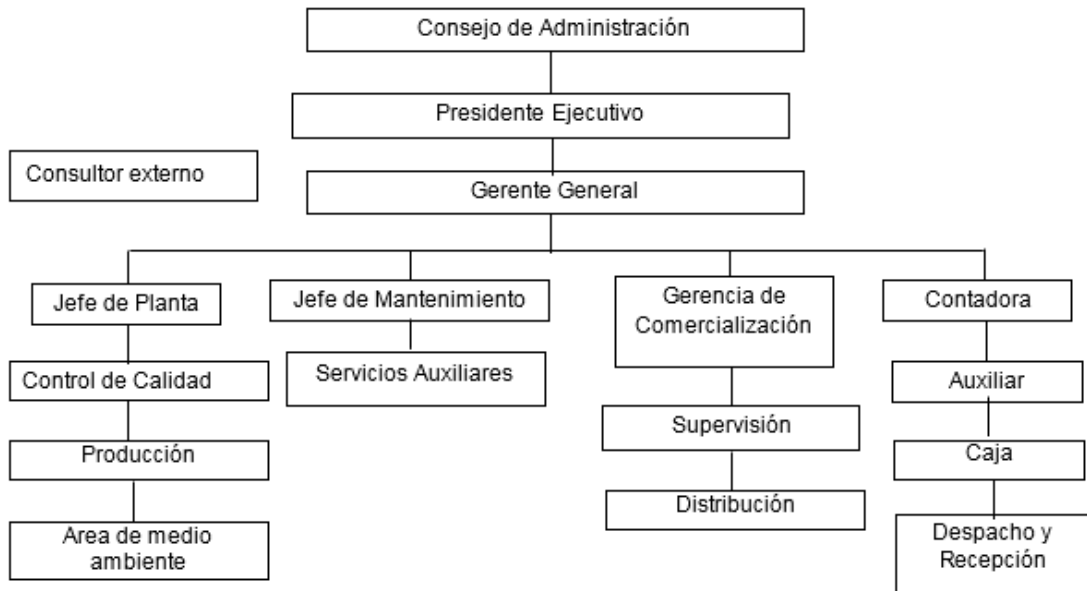 Consejo de Administración
Presidente Ejecutivo
Consultor externo
Gerente General
Jefe de Planta
Jefe de Mantenimiento
Gerencia de
Comercialización
Contadora
Control de Calidad
Servicios Auxiliares
Auxiliar
Supervisión
Producción
Caja
Distribución
Area de medio
ambiente
Despacho y
Recepción